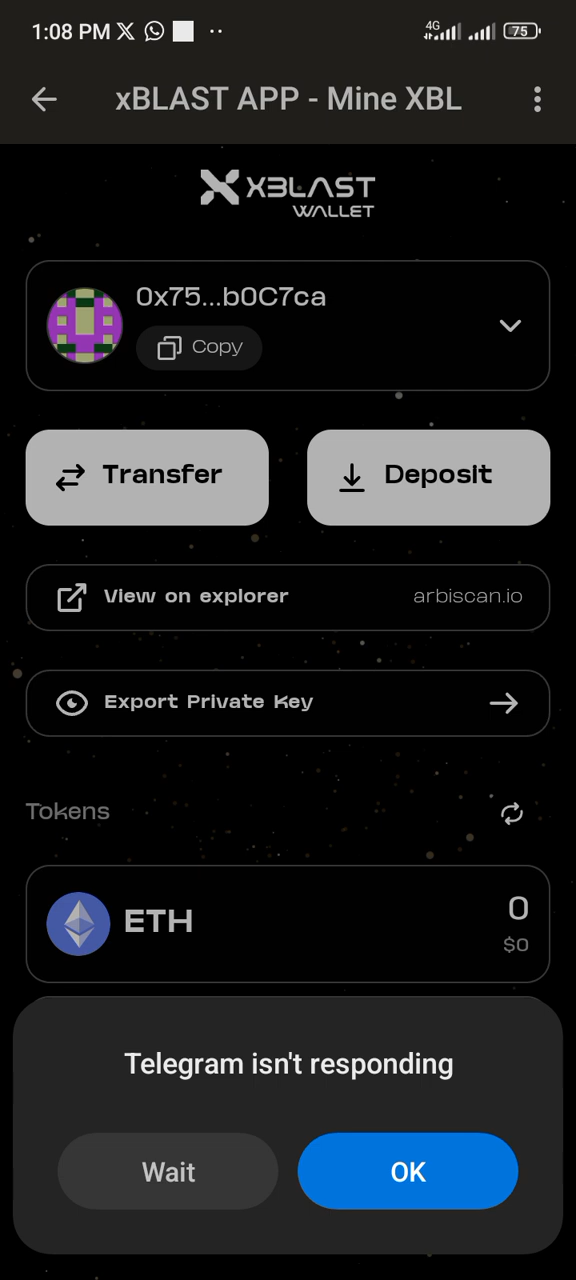 1:08 PM
4G
75
xBLAST APP - Mine XBL
XBLAST
WALLET
0x75...b0C7ca
Copy
Transfer
Deposit
View on explorer arbiscan.io
Export Private Key
Tokens
ETH
0
$0
Telegram isn't responding
Wait
OK